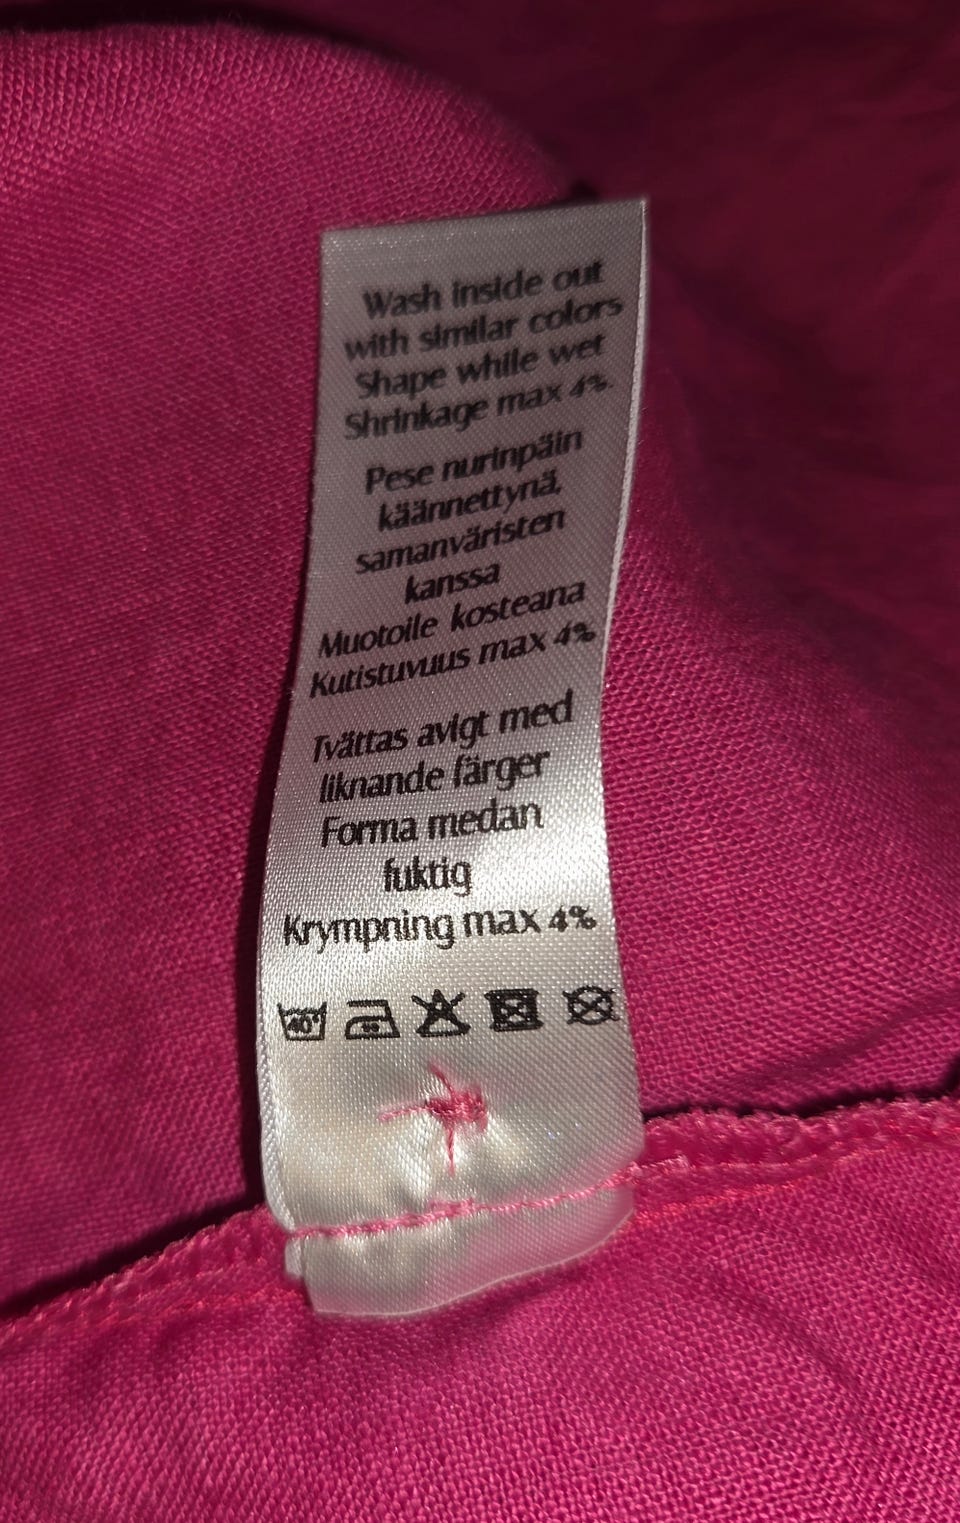 Wash inside out
with similar colors
Shape while wet
Shrinkage max 4%
Pese nurinpäin
käännettynä,
samanväristen
kanssa
Muotoile kosteana
Kutistuvuus max 4%
Tvättas avigt med
liknande färger
Forma medan
fuktig
Krympning max 4%
40°